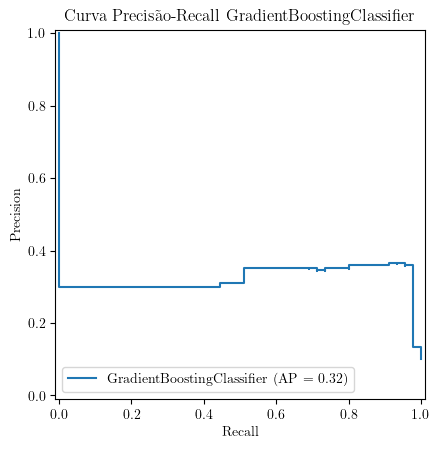 Curva Precisão-Recall GradientBoostingClassifier
1.0
0.8
0.6
0.4
0.2
0.0
Precision
GradientBoostingClassifier (AP = 0.32)
0.0 0.2 0.4 0.6 0.8 1.0
Recall